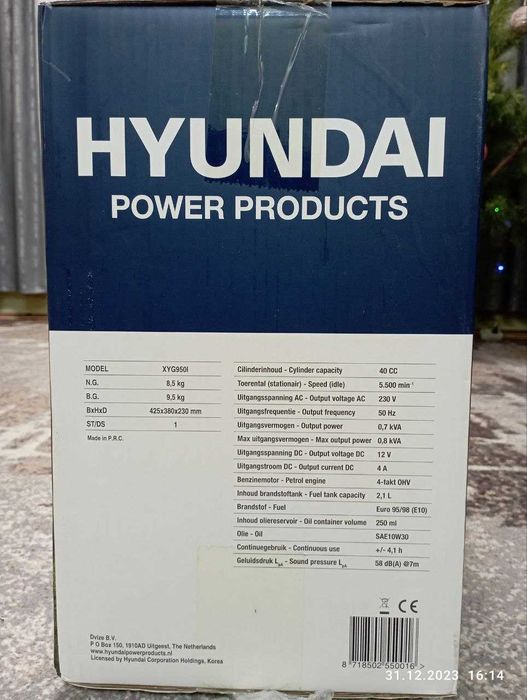 HYUNDAI
POWER PRODUCTS
MODEL XYG950I
N.G. 8,5 kg
B.G. 9,5 kg
BxHxD 425x380x230 mm
ST/DS 1
Made in P.R.C.
Cilinderinhoud - Cylinder capacity 40 CC
Toerental (stationair) - Speed (idle) 5.500 min⁻¹
Uitgangsspanning AC - Output voltage AC 230 V
Uitgangsfrequentie - Output frequency 50 Hz
Uitgangsvermogen - Output power 0,7 kVA
Max uitgangsvermogen - Max output power 0,8 kVA
Uitgangsspanning DC - Output voltage DC 12 V
Uitgangstroom DC - Output current DC 4 A
Benzinemotor - Petrol engine 4-takt OHV
Inhoud brandstoftank - Fuel tank capacity 2,1 L
Brandstof - Fuel Euro 95/98 (E10)
Inhoud oliereservoir - Oil container volume 250 ml
Olie - Oil SAE10W30
Continuegebruik - Continuous use +/- 4,1 h
Geluidsdruk LpA - Sound pressure LpA 58 dB(A) @7m
Dvize B.V.
P O Box 150, 1910AD Uitgeest, The Netherlands
www.hyundaipowerproducts.nl
Licensed by Hyundai Corporation Holdings, Korea
CE
8 718502 550016 >
31.12.2023 16:14